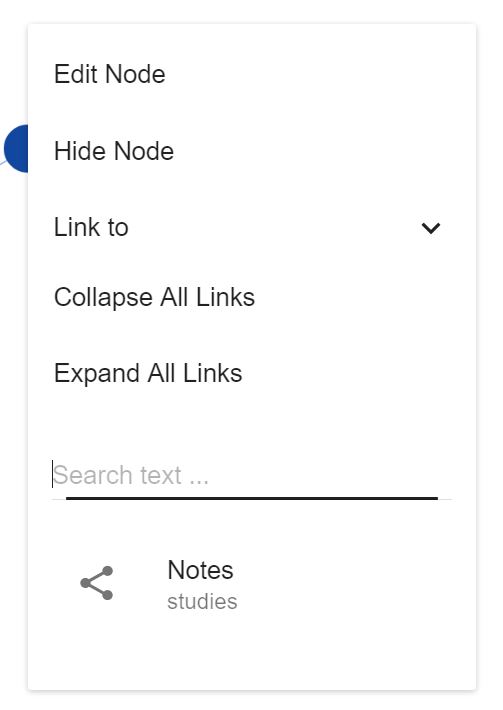 Edit Node
Hide Node
Link to
Collapse All Links
Expand All Links
Search text ...
Notes
studies